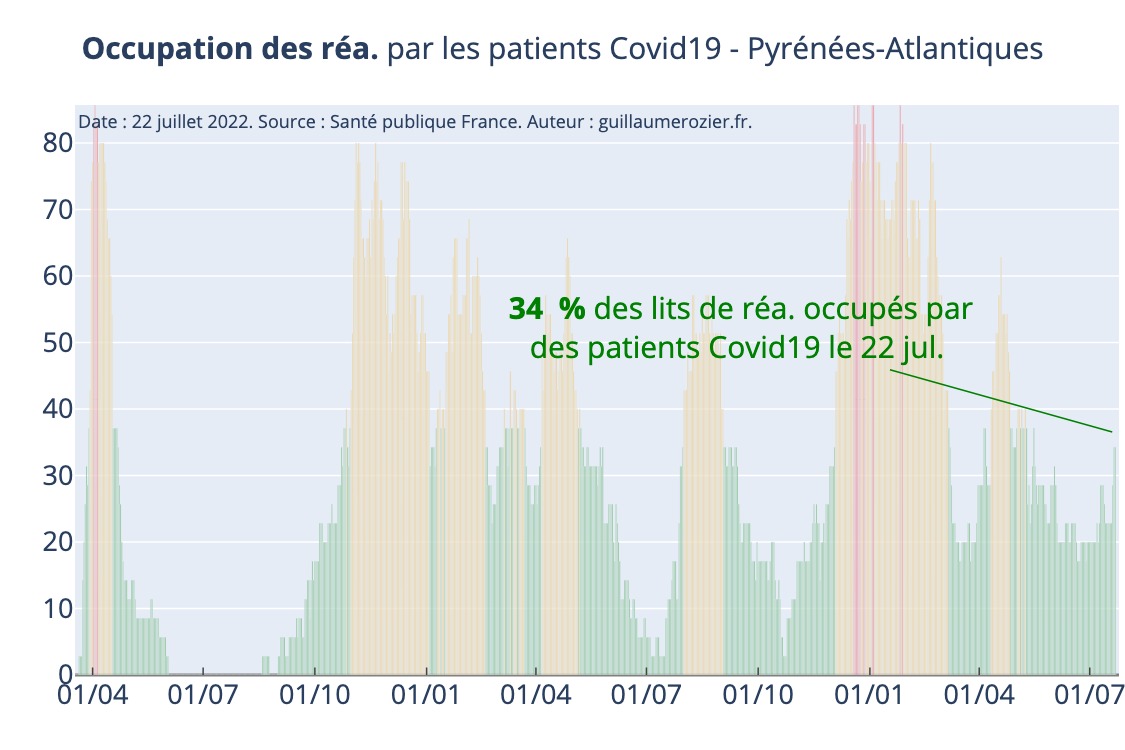 Occupation des réa. par les patients Covid19 - Pyrénées-Atlantiques
Date : 22 juillet 2022. Source : Santé publique France. Auteur : guillaumerozier.fr.
80
70
60
34 % des lits de réa. occupés par
des patients Covid19 le 22 jul.
50
40
30
20
10
0
01/04 01/07 01/10 01/01 01/04 01/07 01/10 01/01 01/04 01/07